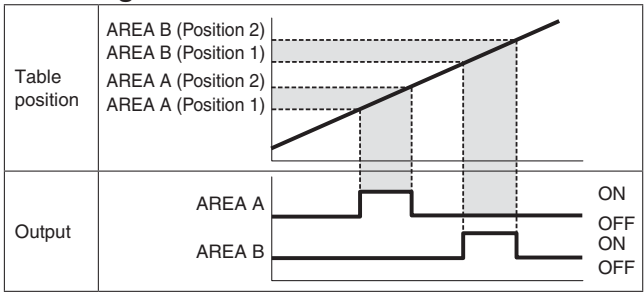 Table
position
AREA B (Position 2)
AREA B (Position 1)
AREA A (Position 2)
AREA A (Position 1)
Output
AREA A
ON
OFF
AREA B
ON
OFF